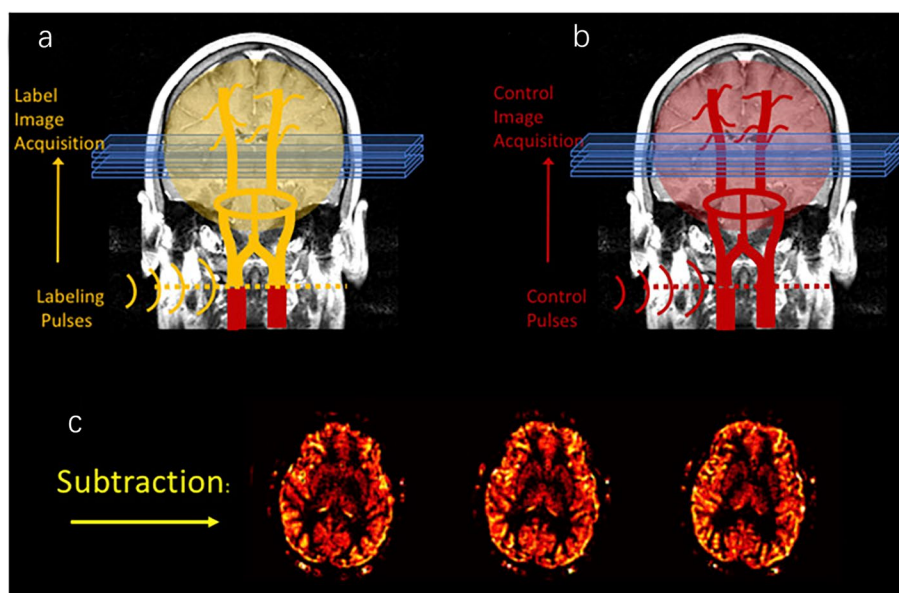 a
Label
Image
Acquisition
Labeling
Pulses
b
Control
Image
Acquisition
Control
Pulses
c
Subtraction: